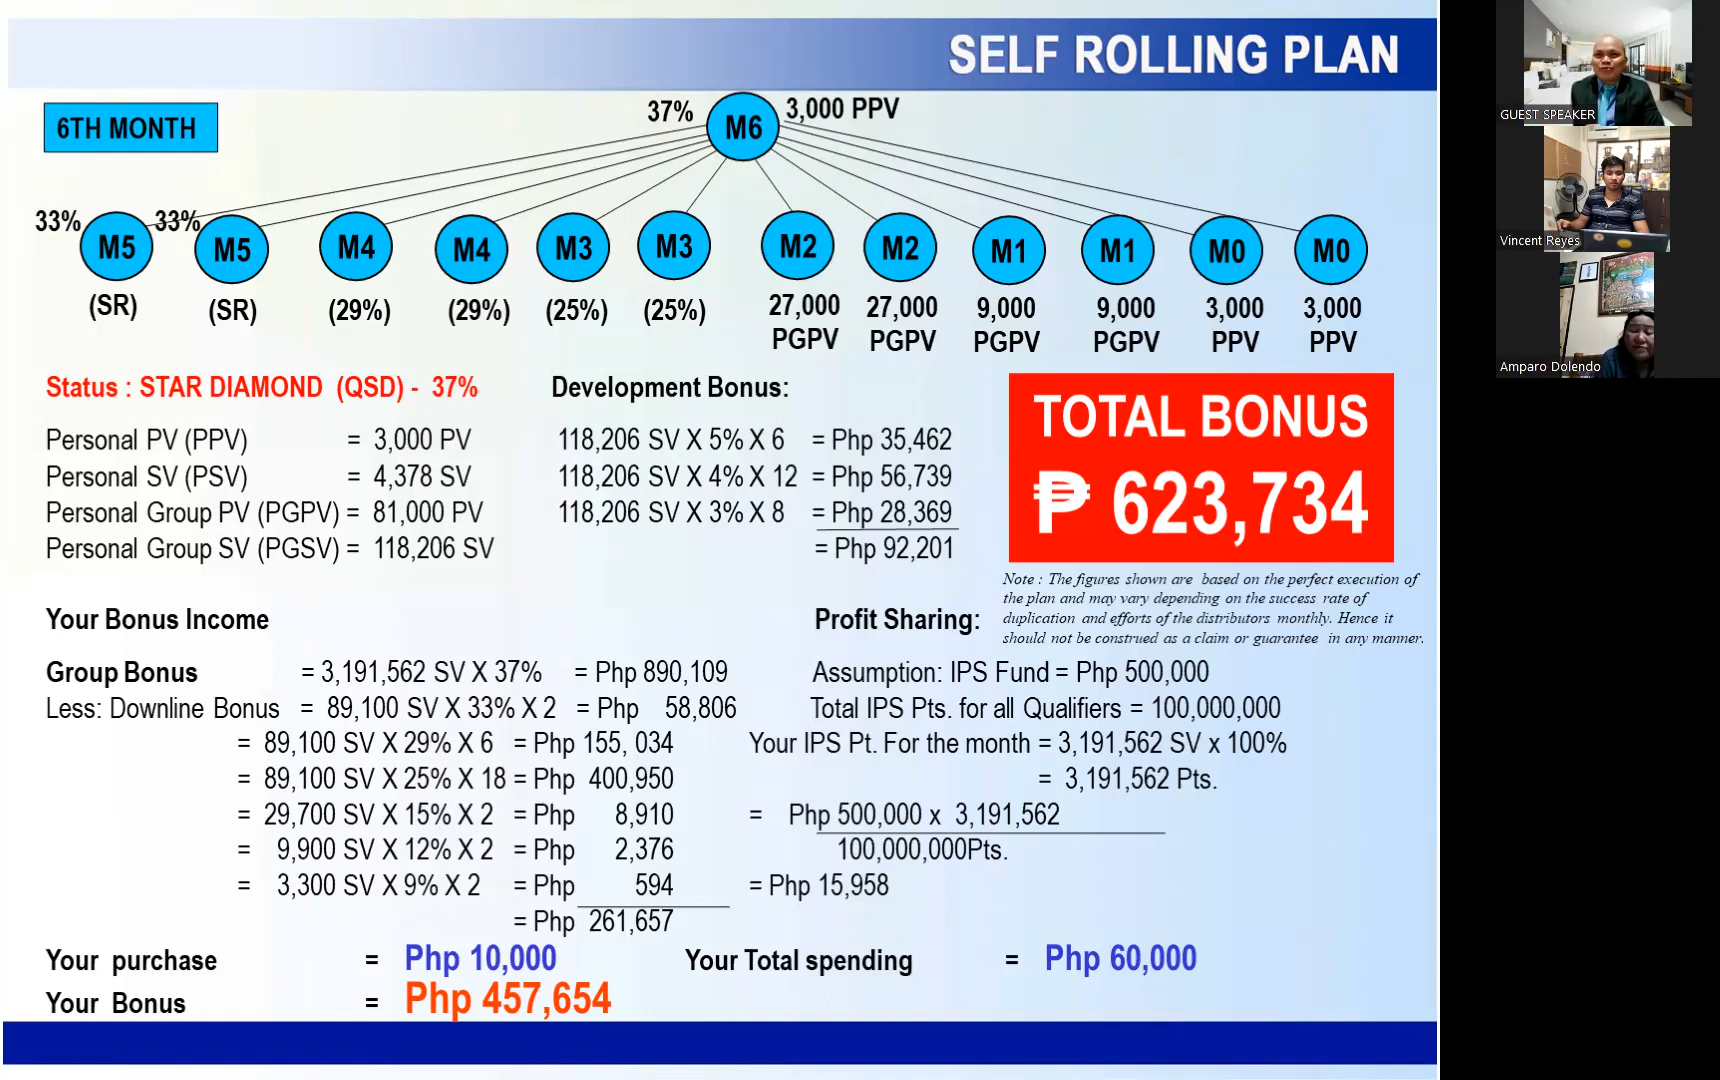 SELF ROLLING PLAN
6TH MONTH
37% M6 3,000 PPV
33% M5 33% M5 M4 M4 M3 M3 M2 M2 M1 M1 M0 M0
(SR) (SR) (29%) (29%) (25%) (25%) 27,000 27,000 9,000 9,000 3,000 3,000
PGPV PGPV PGPV PGPV PPV PPV
Status : STAR DIAMOND (QSD) - 37%
Personal PV (PPV) = 3,000 PV
Personal SV (PSV) = 4,378 SV
Personal Group PV (PGPV) = 81,000 PV
Personal Group SV (PGSV) = 118,206 SV
Development Bonus:
118,206 SV X 5% X 6 = Php 35,462
118,206 SV X 4% X 12 = Php 56,739
118,206 SV X 3% X 8 = Php 28,369
= Php 92,201
TOTAL BONUS
₱ 623,734
Note : The figures shown are based on the perfect execution of
the plan and may vary depending on the success rate of
duplication and efforts of the distributors monthly. Hence it
should not be construed as a claim or guarantee in any manner.
Your Bonus Income
Group Bonus = 3,191,562 SV X 37% = Php 890,109
Less: Downline Bonus = 89,100 SV X 33% X 2 = Php 58,806
= 89,100 SV X 29% X 6 = Php 155, 034
= 89,100 SV X 25% X 18 = Php 400,950
= 29,700 SV X 15% X 2 = Php 8,910
= 9,900 SV X 12% X 2 = Php 2,376
= 3,300 SV X 9% X 2 = Php 594
= Php 261,657
Profit Sharing:
Assumption: IPS Fund = Php 500,000
Total IPS Pts. for all Qualifiers = 100,000,000
Your IPS Pt. For the month = 3,191,562 SV x 100%
= 3,191,562 Pts.
= Php 500,000 x 3,191,562
100,000,000Pts.
= Php 15,958
Your purchase = Php 10,000
Your Total spending = Php 60,000
Your Bonus = Php 457,654
GUEST SPEAKER
Vincent Reyes
Amparo Dolendo